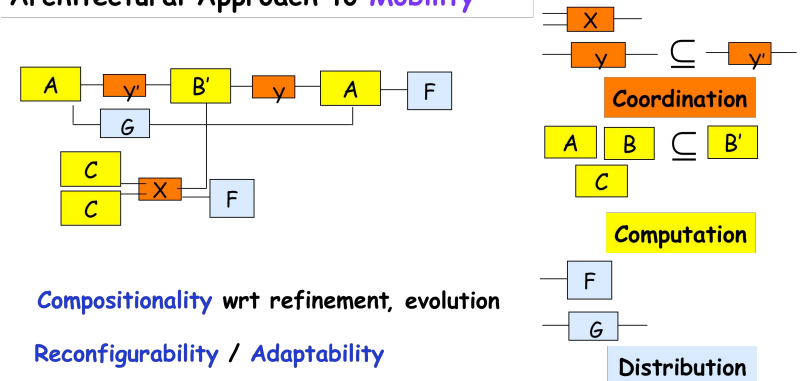 Architectural Approach to Mobility
A y' B' y A F
G
C
C X F
Compositionality wrt refinement, evolution
Reconfigurability / Adaptability
X
y ⊆ y'
Coordination
A B ⊆ B'
C
Computation
F
G
Distribution